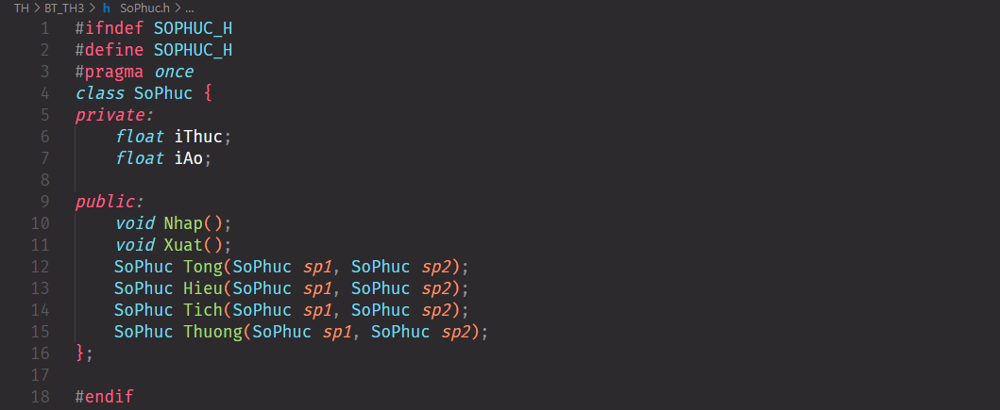 TH > BT_TH3 > h SoPhuc.h > ...
1 #ifndef SOPHUC_H
2 #define SOPHUC_H
3 #pragma once
4 class SoPhuc {
5 private:
6     float iThuc;
7     float iAo;
8
9 public:
10     void Nhap();
11     void Xuat();
12     SoPhuc Tong(SoPhuc sp1, SoPhuc sp2);
13     SoPhuc Hieu(SoPhuc sp1, SoPhuc sp2);
14     SoPhuc Tich(SoPhuc sp1, SoPhuc sp2);
15     SoPhuc Thuong(SoPhuc sp1, SoPhuc sp2);
16 };
17
18 #endif